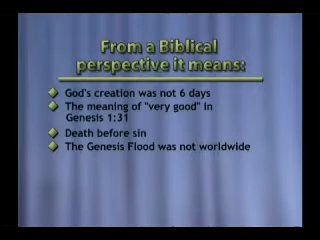 From a Biblical
perspective it means:
God's creation was not 6 days
The meaning of "very good" in
Genesis 1:31
Death before sin
The Genesis Flood was not worldwide